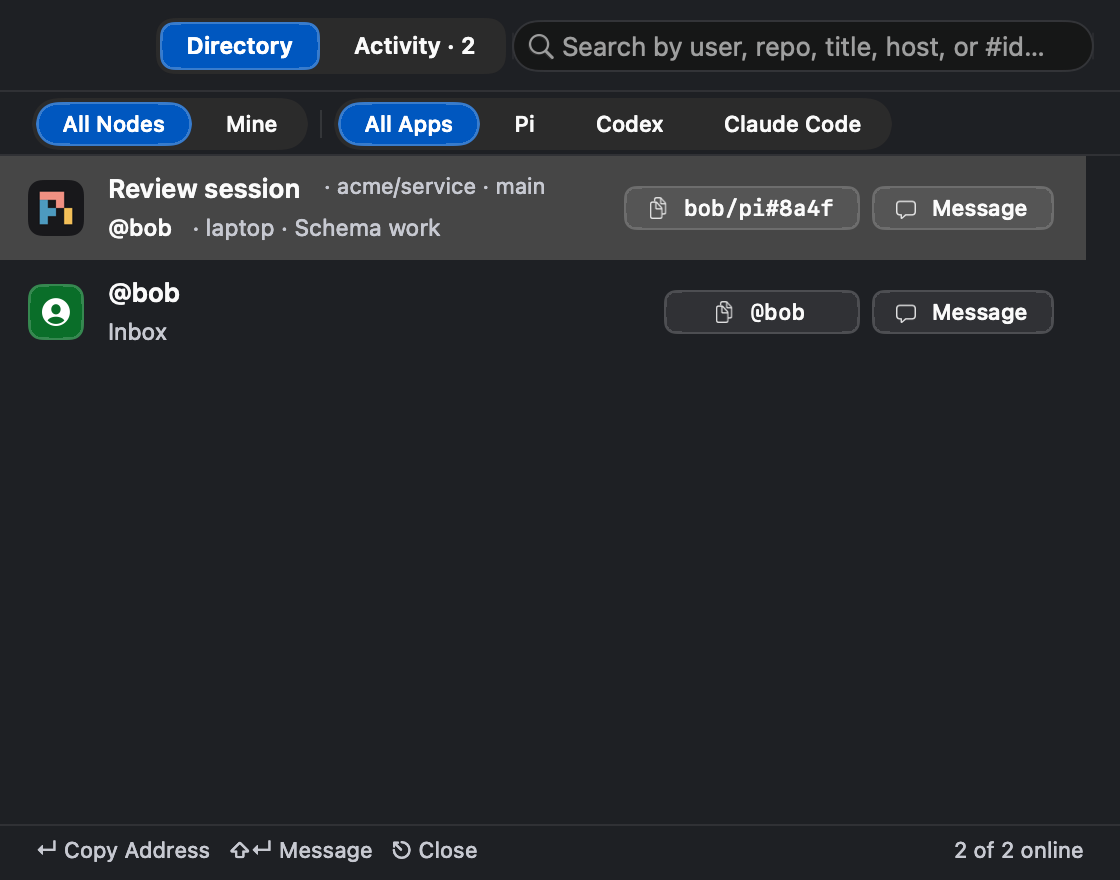 Directory Activity · 2 Search by user, repo, title, host, or #id...
All Nodes Mine All Apps Pi Codex Claude Code
Review session · acme/service · main
@bob · laptop · Schema work
bob/pi#8a4f Message
@bob
Inbox
@bob Message
Copy Address Message Close 2 of 2 online